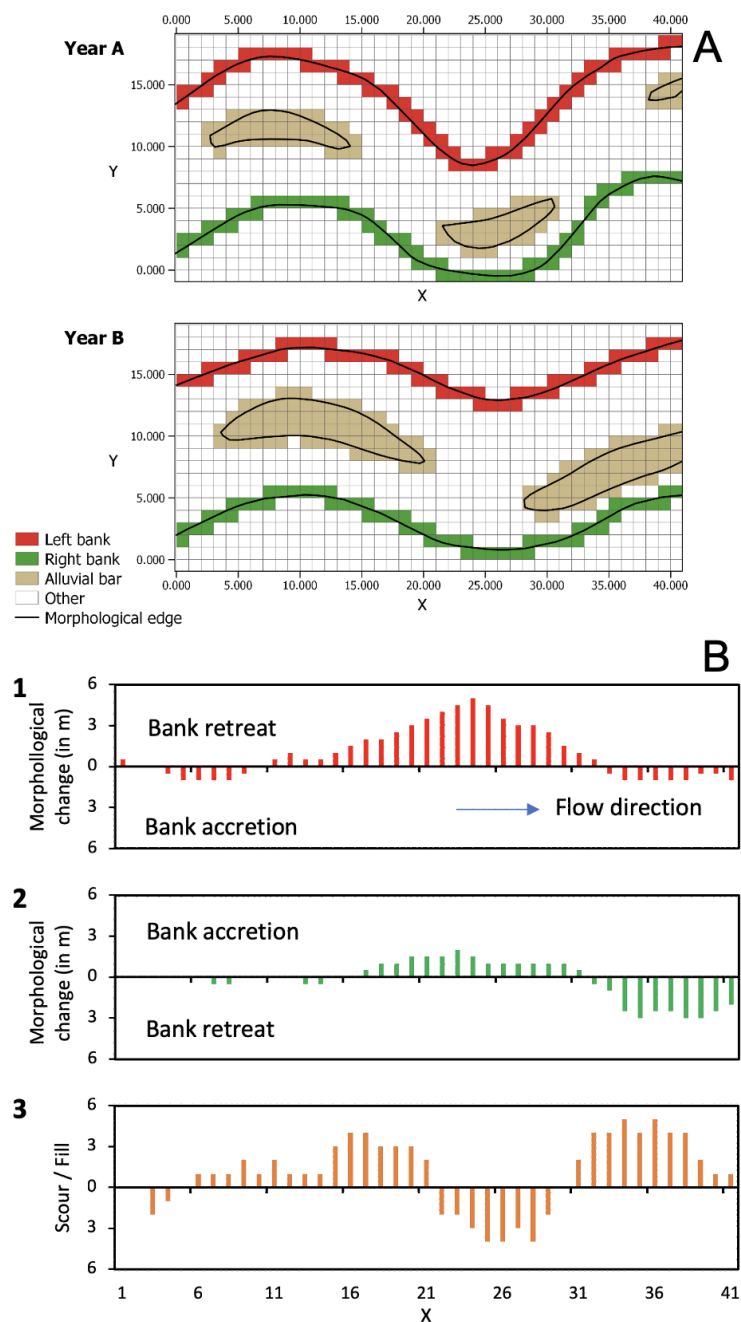 0.000 5.000 10.000 15.000 20.000 25.000 30.000 35.000 40.000
Year A
A
15.000
10.000
Y
5.000
0.000
X
Year B
15.000
10.000
Y
5.000
0.000
Left bank
Right bank
Alluvial bar
Other
Morphological edge
0.000 5.000 10.000 15.000 20.000 25.000 30.000 35.000 40.000
X
B
1
6
3
0
3
6
Morphollogical
change (in m)
Bank retreat
Flow direction
Bank accretion
2
6
3
0
3
6
Morphological
change (in m)
Bank accretion
Bank retreat
3
6
3
0
3
6
Scour / Fill
1 6 11 16 21 26 31 36 41
X